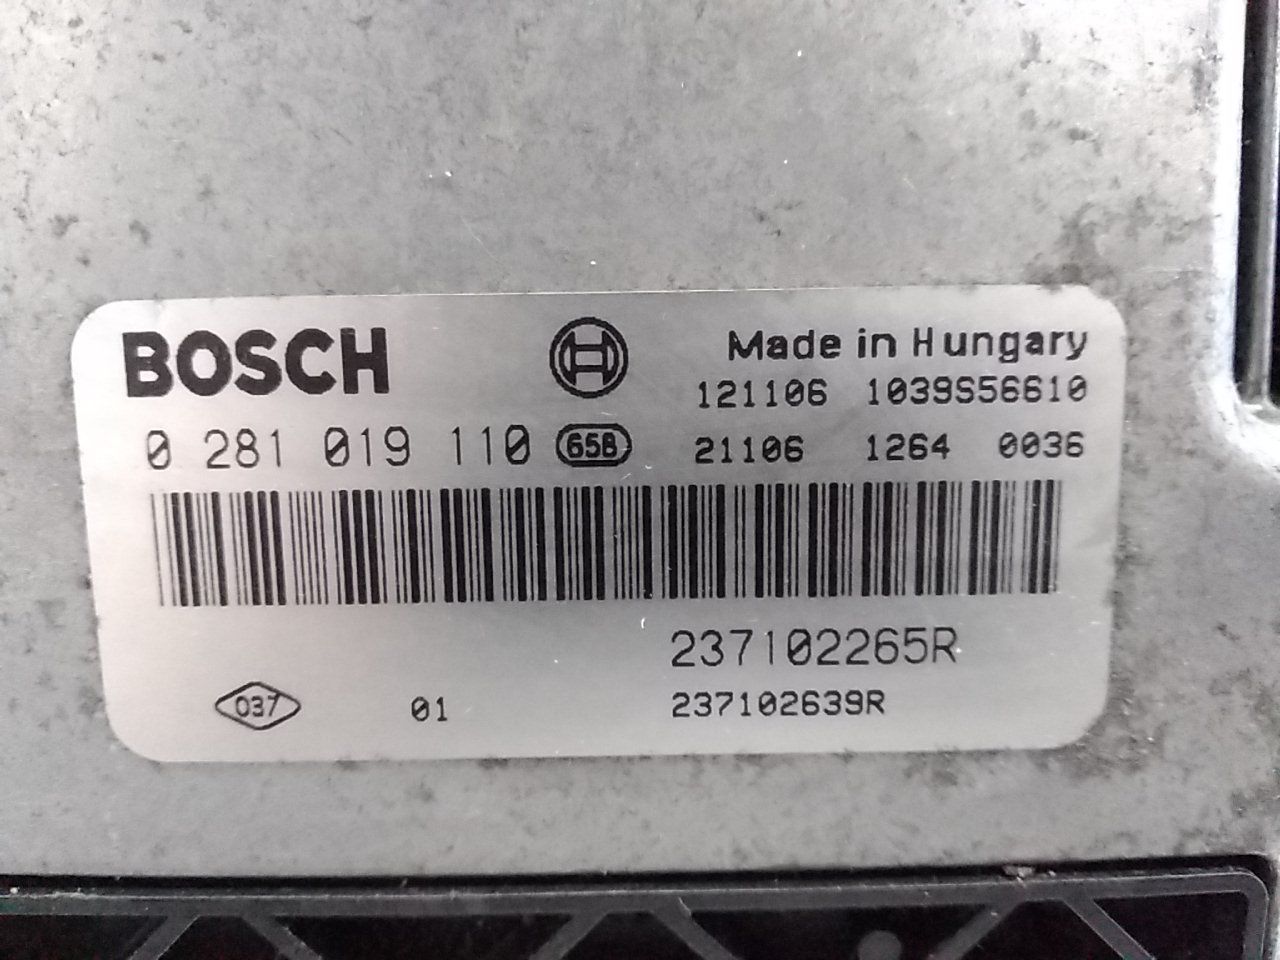 BOSCH
Made in Hungary
121106 1039S56610
0 281 019 110 658 21106 1264 0036
237102265R
037 01 237102639R